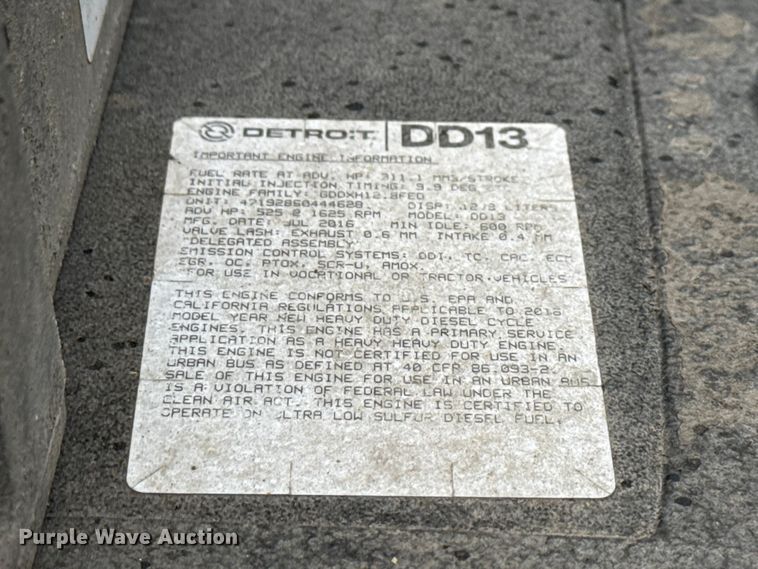 DETROIT DD13
IMPORTANT ENGINE INFORMATION
FUEL RATE AT ADV. HP: 311.1 MM3/STROKE
INITIAL INJECTION TIMING: 9.9 DEG
ENGINE FAMILY: GDDXH12.8FED
UNIT: 471928S0444628 DISP: 12.8 LITERS
ADV HP: 525 @ 1625 RPM MODEL: DD13
MFG. DATE: JUL 2016 MIN IDLE: 600 RPM
VALVE LASH: EXHAUST 0.6 MM INTAKE 0.4 MM
"DELEGATED ASSEMBLY"
EMISSION CONTROL SYSTEMS: DDI, TC, CAC, ECM
EGR, OC, PTOX, SCR-U, AMOX.
"FOR USE IN VOCATIONAL OR TRACTOR VEHICLES"
THIS ENGINE CONFORMS TO U.S. EPA AND
CALIFORNIA REGULATIONS APPLICABLE TO 2016
MODEL YEAR NEW HEAVY DUTY DIESEL CYCLE
ENGINES. THIS ENGINE HAS A PRIMARY SERVICE
APPLICATION AS A HEAVY HEAVY DUTY ENGINE.
THIS ENGINE IS NOT CERTIFIED FOR USE IN AN
URBAN BUS AS DEFINED AT 40 CFR 86.093-2.
SALE OF THIS ENGINE FOR USE IN AN URBAN BUS
IS A VIOLATION OF FEDERAL LAW UNDER THE
CLEAN AIR ACT. THIS ENGINE IS CERTIFIED TO
OPERATE ON ULTRA LOW SULFUR DIESEL FUEL.
Purple Wave Auction